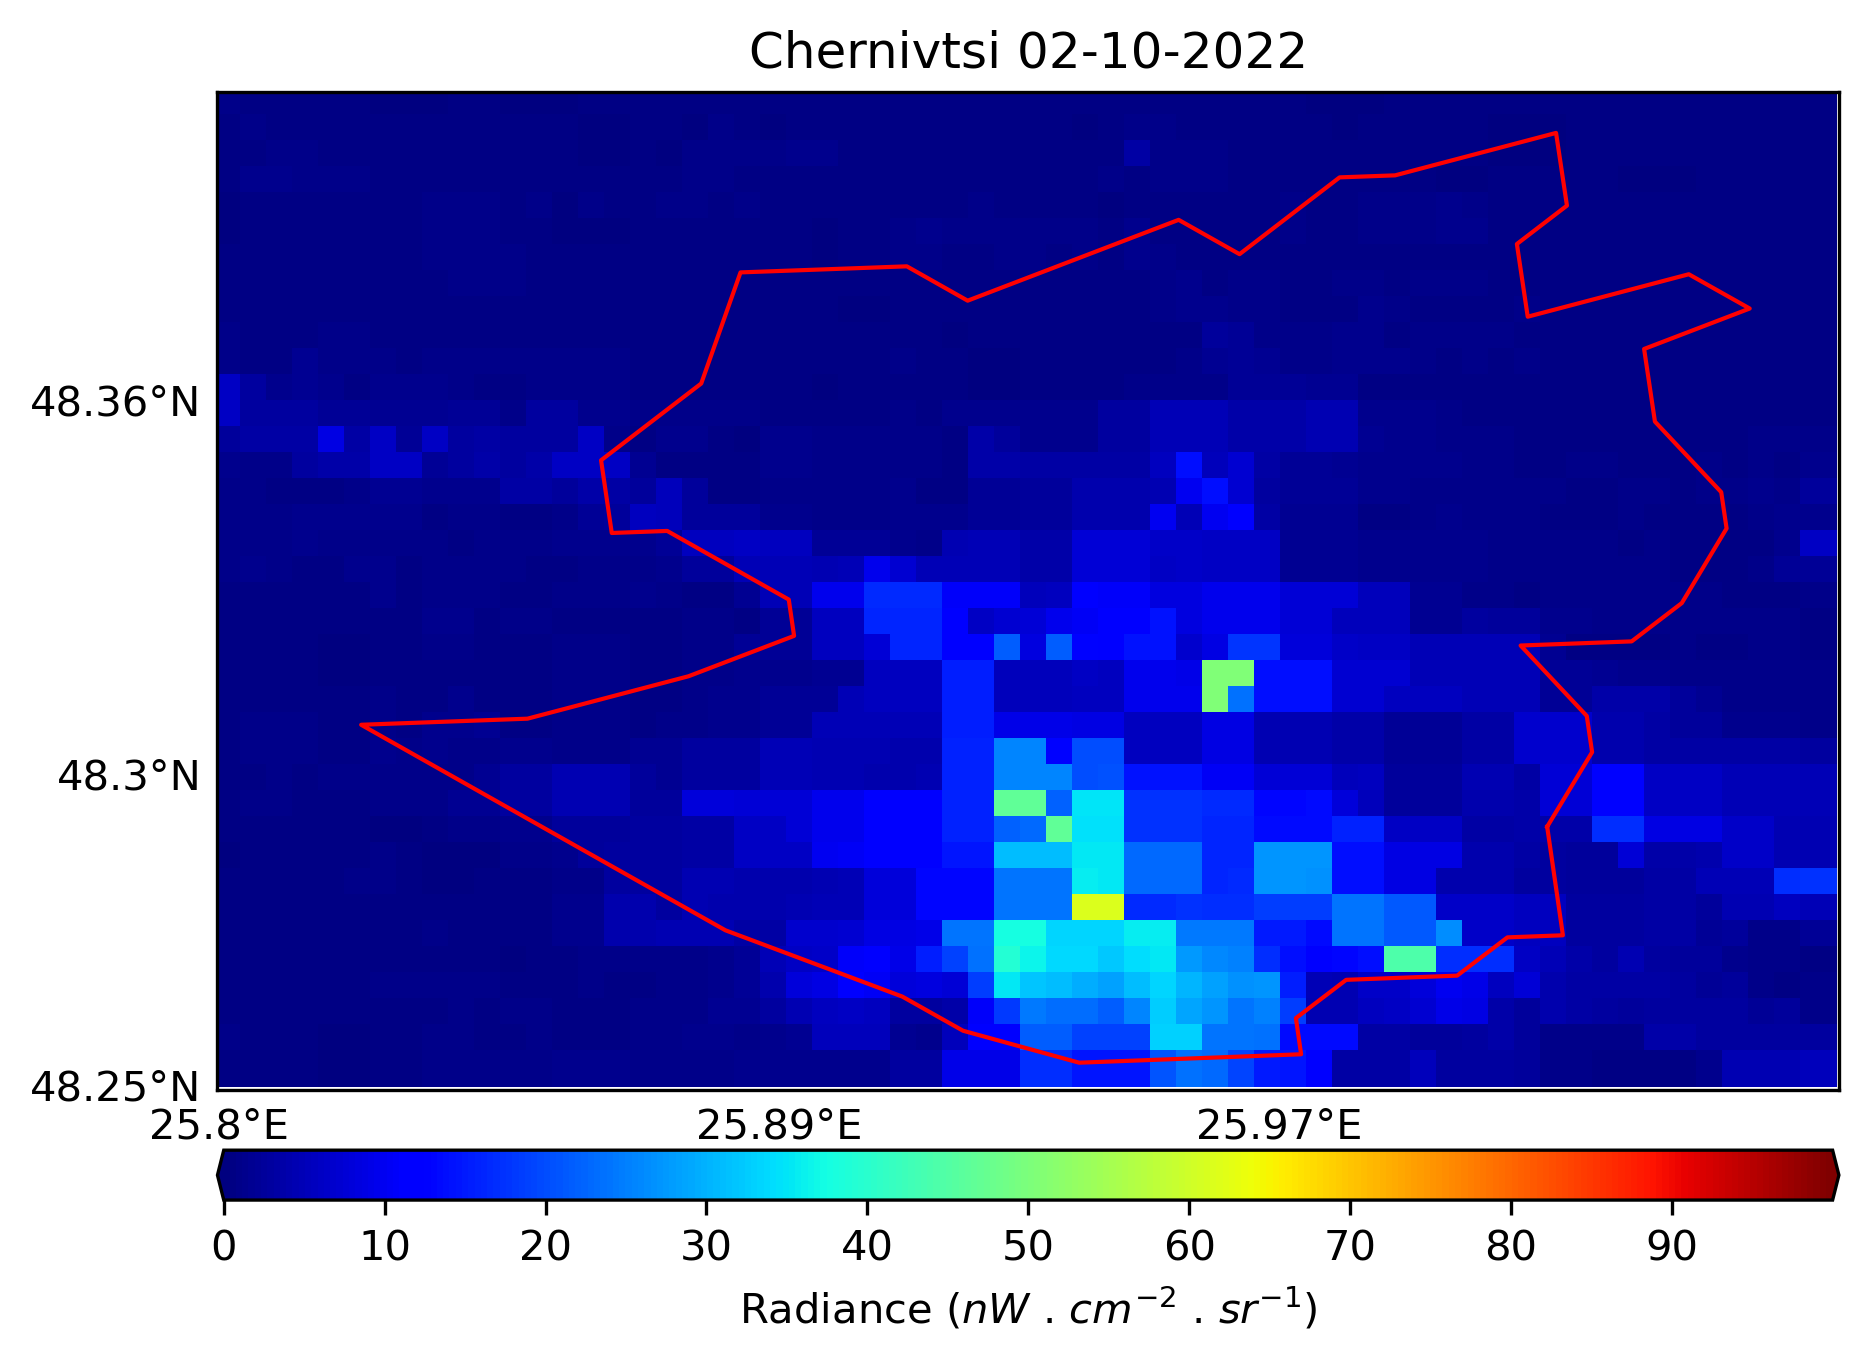 Chernivtsi 02-10-2022
48.36°N
48.3°N
48.25°N
25.8°E 25.89°E 25.97°E
0 10 20 30 40 50 60 70 80 90
Radiance (nW . cm⁻² . sr⁻¹)